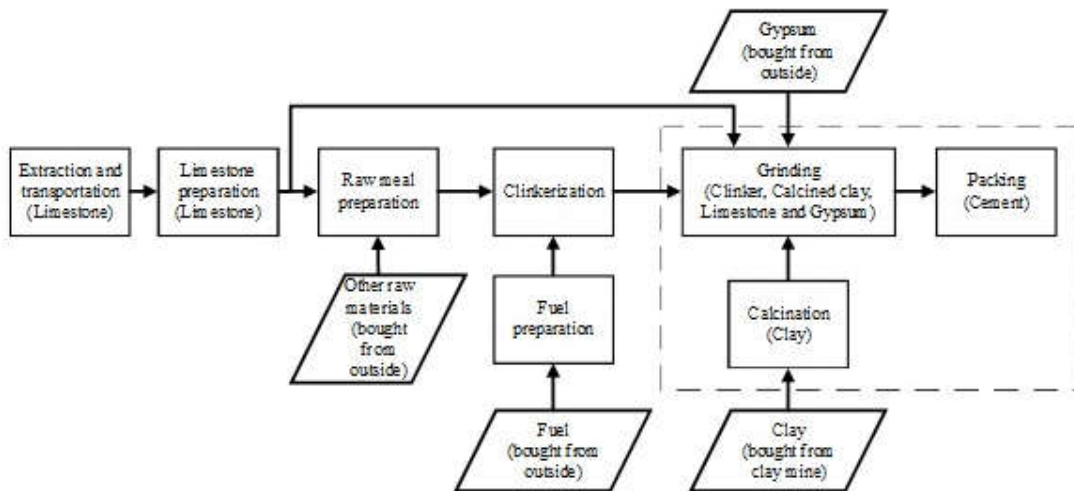 Gypsum
(bought from
outside)
Extraction and
transportation
(Limestone)
Limestone
preparation
(Limestone)
Raw meal
preparation
Clinkerization
Grinding
(Clinker, Calcined clay,
Limestone and Gypsum)
Packing
(Cement)
Other raw
materials
(bought
from
outside)
Fuel
preparation
Calcination
(Clay)
Fuel
(bought from
outside)
Clay
(bought from
clay mine)